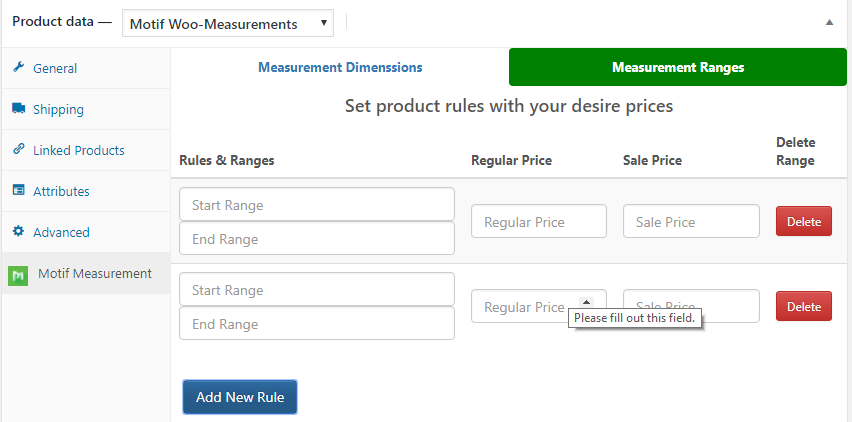 Product data — Motif Woo-Measurements
General
Shipping
Linked Products
Attributes
Advanced
Motif Measurement
Measurement Dimenssions
Measurement Ranges
Set product rules with your desire prices
Rules & Ranges
Regular Price
Sale Price
Delete
Range
Start Range
End Range
Regular Price
Sale Price
Delete
Start Range
End Range
Regular Price
Sale Price
Delete
Please fill out this field.
Add New Rule